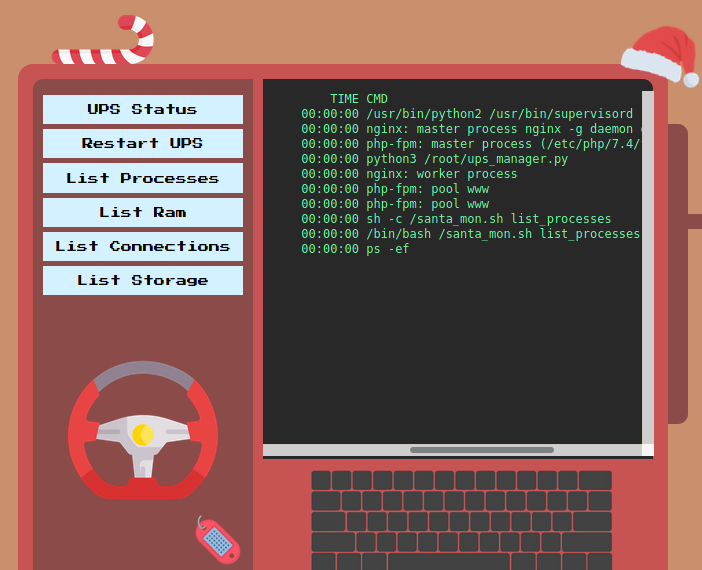 UPS Status
Restart UPS
List Processes
List Ram
List Connections
List Storage
TIME CMD
00:00:00 /usr/bin/python2 /usr/bin/supervisord
00:00:00 nginx: master process nginx -g daemon
00:00:00 php-fpm: master process (/etc/php/7.4/
00:00:00 python3 /root/ups_manager.py
00:00:00 nginx: worker process
00:00:00 php-fpm: pool www
00:00:00 php-fpm: pool www
00:00:00 sh -c /santa_mon.sh list_processes
00:00:00 /bin/bash /santa_mon.sh list_processes
00:00:00 ps -ef